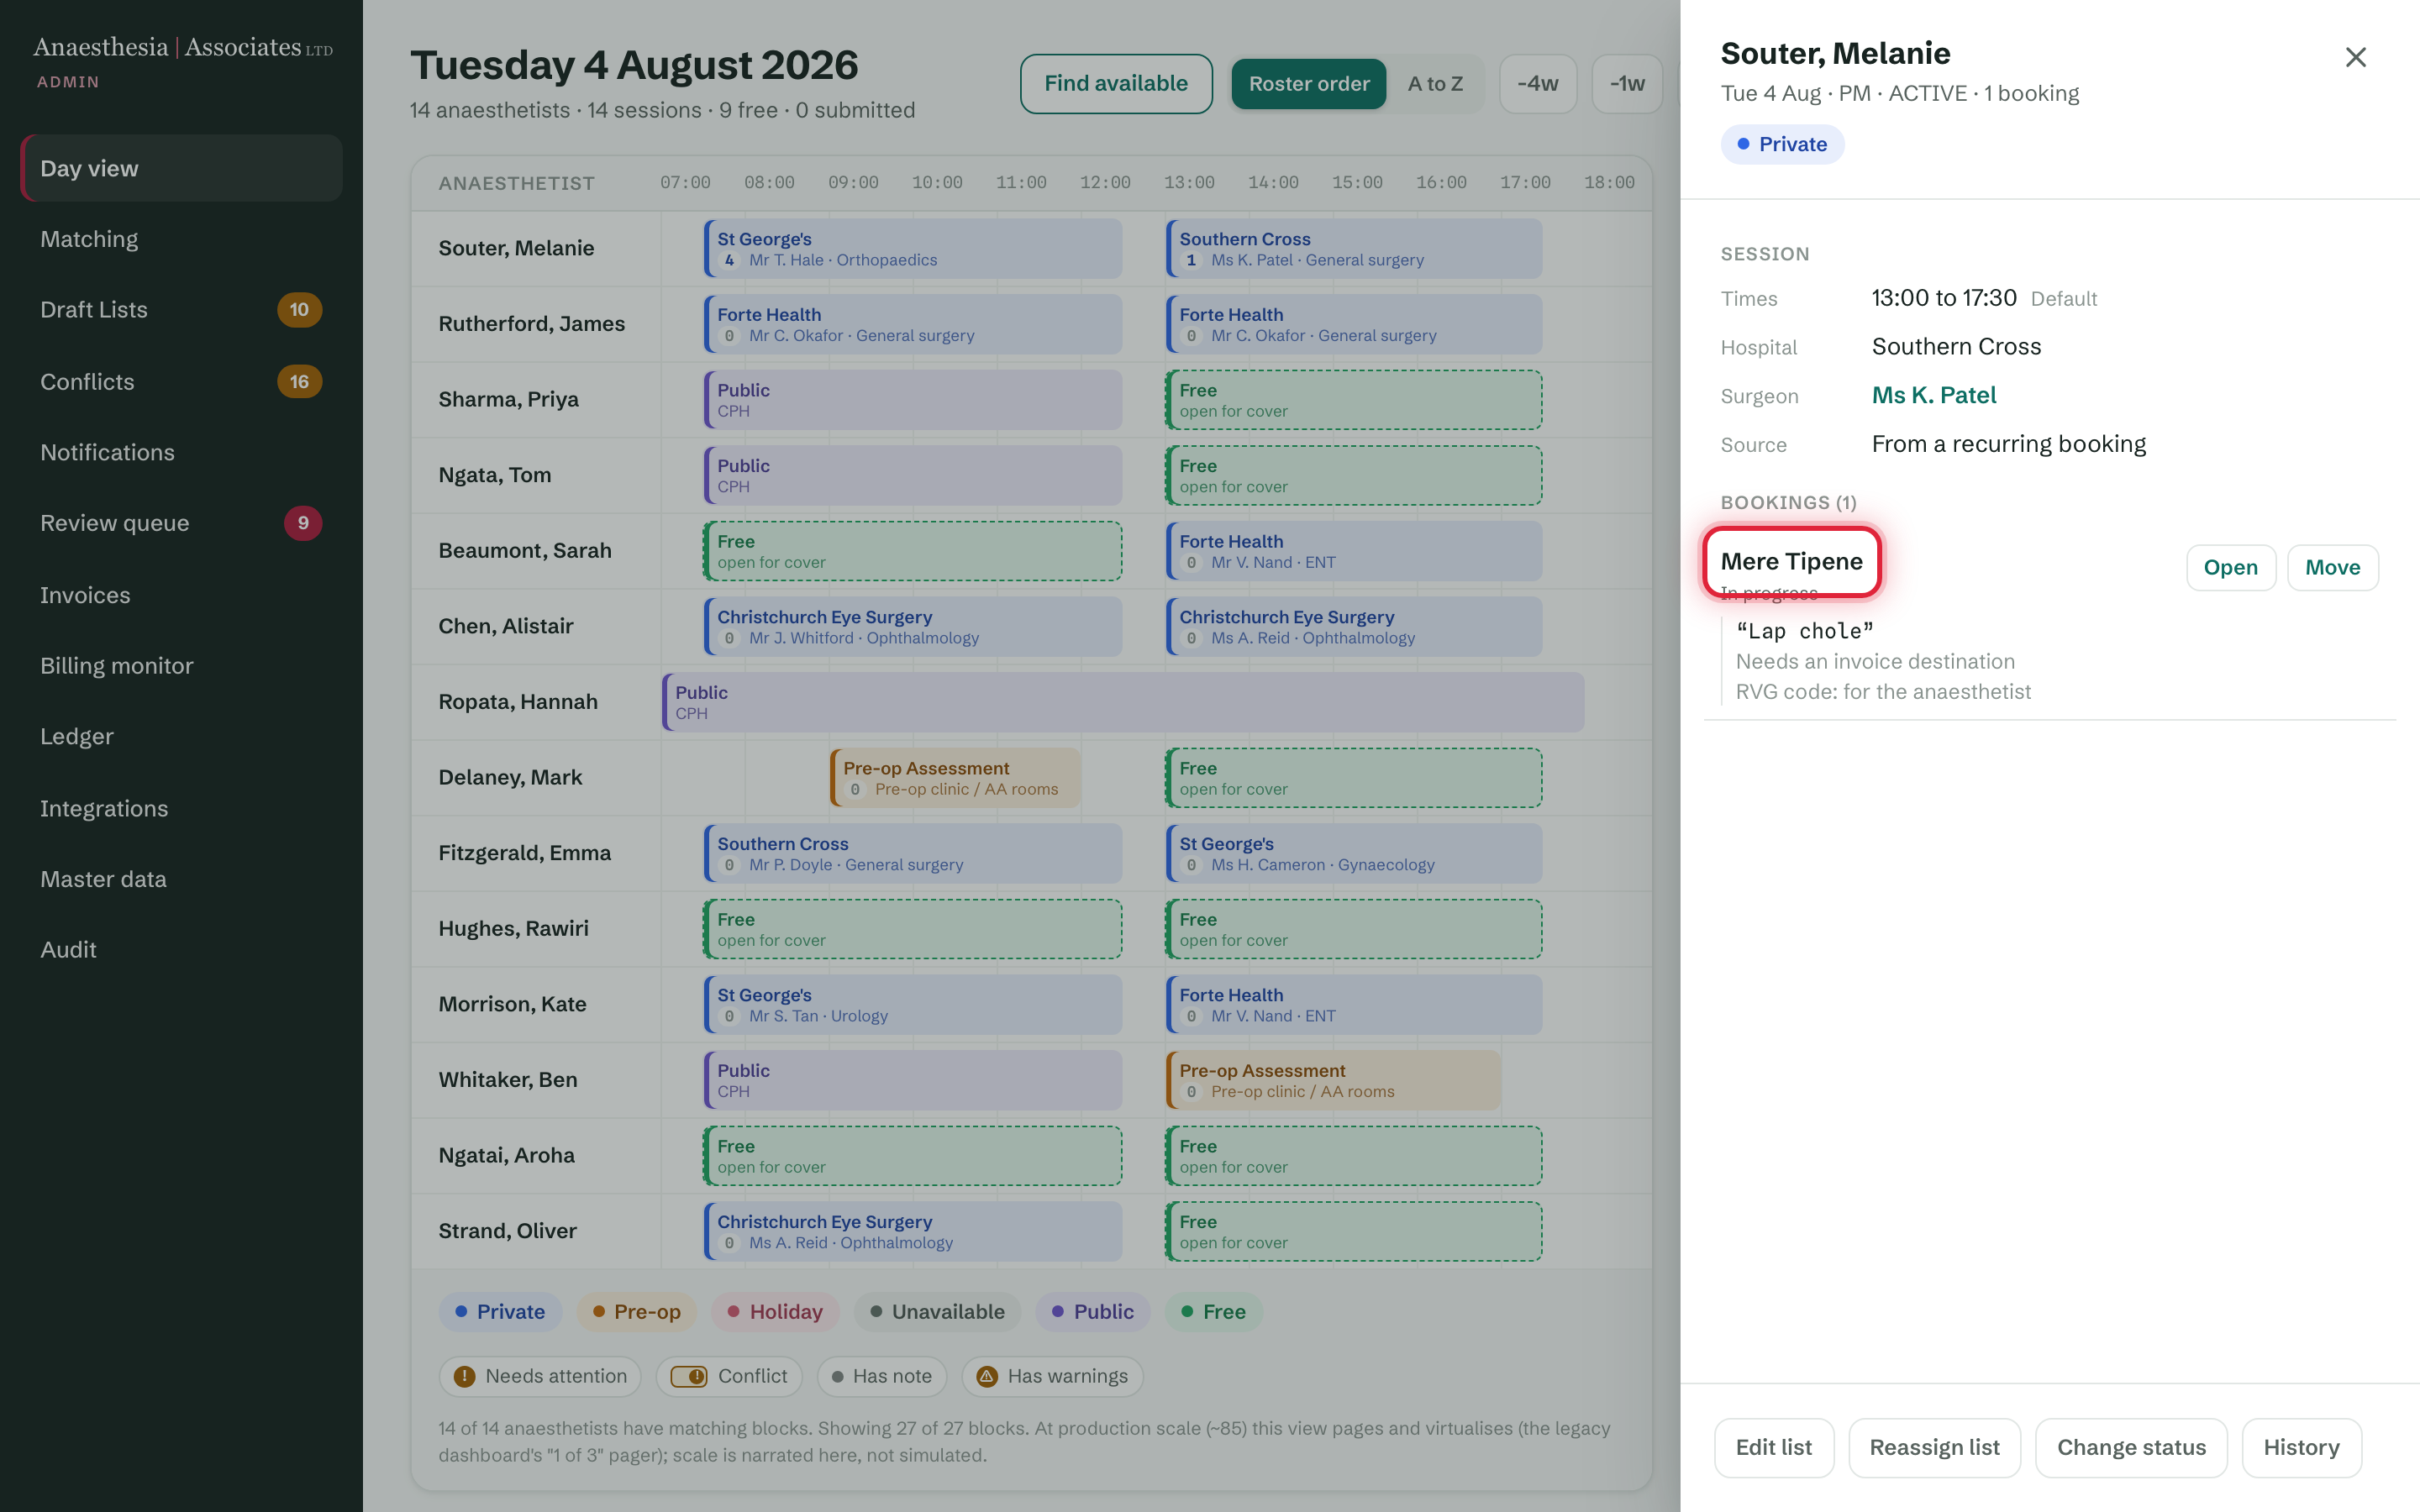 Anaesthesia | Associates LTD
ADMIN
Day view
Matching
Draft Lists 10
Conflicts 16
Notifications
Review queue 9
Invoices
Billing monitor
Ledger
Integrations
Master data
Audit
Tuesday 4 August 2026
14 anaesthetists · 14 sessions · 9 free · 0 submitted
Find available
Roster order
A to Z
-4w
-1w
ANAESTHETIST 07:00 08:00 09:00 10:00 11:00 12:00 13:00 14:00 15:00 16:00 17:00 18:00
Souter, Melanie
St George's
4 Mr T. Hale · Orthopaedics
Southern Cross
1 Ms K. Patel · General surgery
Rutherford, James
Forte Health
0 Mr C. Okafor · General surgery
Forte Health
0 Mr C. Okafor · General surgery
Sharma, Priya
Public
CPH
Free
open for cover
Ngata, Tom
Public
CPH
Free
open for cover
Beaumont, Sarah
Free
open for cover
Forte Health
0 Mr V. Nand · ENT
Chen, Alistair
Christchurch Eye Surgery
0 Mr J. Whitford · Ophthalmology
Christchurch Eye Surgery
0 Ms A. Reid · Ophthalmology
Ropata, Hannah
Public
CPH
Delaney, Mark
Pre-op Assessment
0 Pre-op clinic / AA rooms
Free
open for cover
Fitzgerald, Emma
Southern Cross
0 Mr P. Doyle · General surgery
St George's
0 Ms H. Cameron · Gynaecology
Hughes, Rawiri
Free
open for cover
Free
open for cover
Morrison, Kate
St George's
0 Mr S. Tan · Urology
Forte Health
0 Mr V. Nand · ENT
Whitaker, Ben
Public
CPH
Pre-op Assessment
0 Pre-op clinic / AA rooms
Ngatai, Aroha
Free
open for cover
Free
open for cover
Strand, Oliver
Christchurch Eye Surgery
0 Ms A. Reid · Ophthalmology
Free
open for cover
Private
Pre-op
Holiday
Unavailable
Public
Free
Needs attention
Conflict
Has note
Has warnings
14 of 14 anaesthetists have matching blocks. Showing 27 of 27 blocks. At production scale (~85) this view pages and virtualises (the legacy
dashboard's "1 of 3" pager); scale is narrated here, not simulated.
Souter, Melanie
Tue 4 Aug · PM · ACTIVE · 1 booking
Private
SESSION
Times 13:00 to 17:30 Default
Hospital Southern Cross
Surgeon Ms K. Patel
Source From a recurring booking
BOOKINGS (1)
Mere Tipene
In progress
Open
Move
“Lap chole”
Needs an invoice destination
RVG code: for the anaesthetist
Edit list
Reassign list
Change status
History